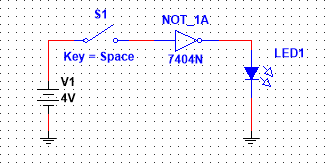 S1
Key = Space
NOT_1A
7404N
LED1
V1
4V